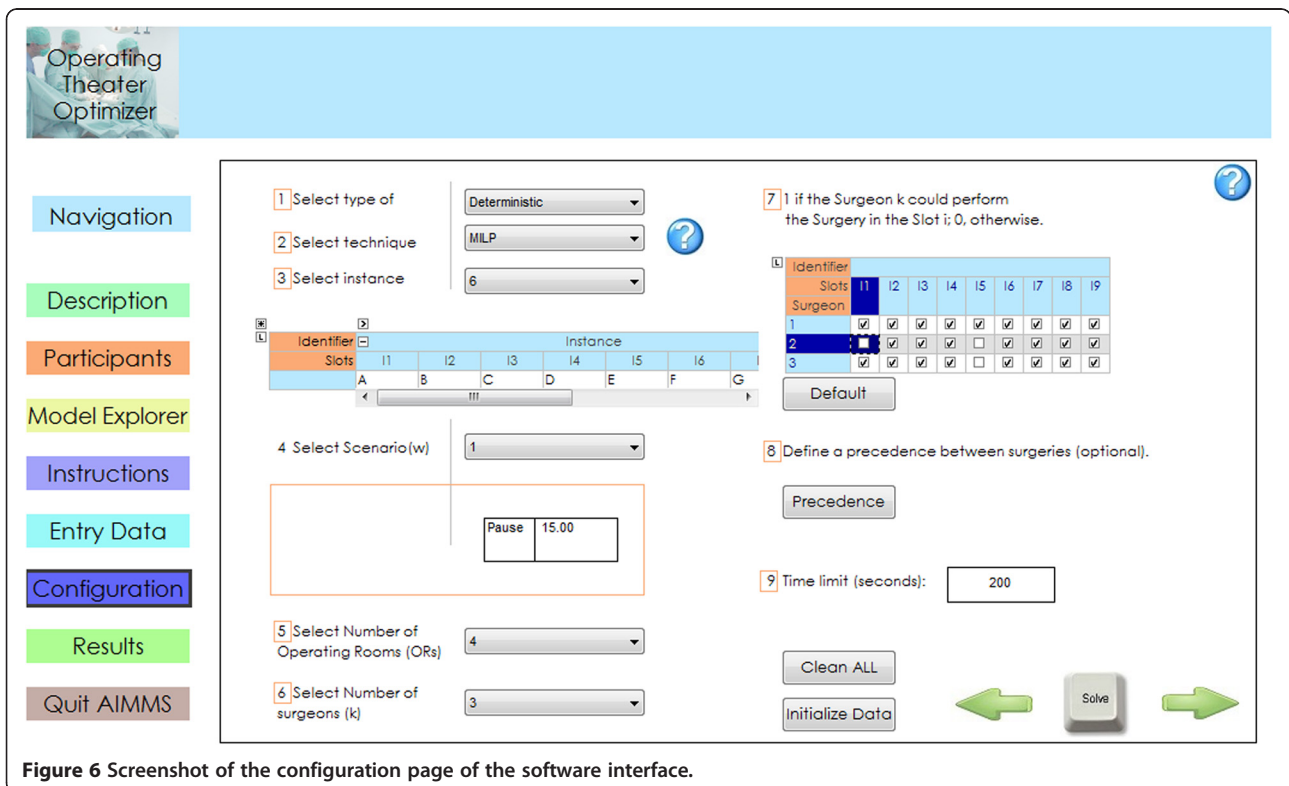 Operating
Theater
Optimizer
Navigation
Description
Participants
Model Explorer
Instructions
Entry Data
Configuration
Results
Quit AIMMS
1 Select type of
Deterministic
2 Select technique
MILP
3 Select instance
6
Identifier Instance
Slots I1 I2 I3 I4 I5 I6
A B C D E F G
4 Select Scenario(w)
1
Pause 15.00
5 Select Number of
Operating Rooms (ORs)
4
6 Select Number of
surgeons (k)
3
7 1 if the Surgeon k could perform
the Surgery in the Slot i; 0, otherwise.
L Identifier
Slots I1 I2 I3 I4 I5 I6 I7 I8 I9
Surgeon
1
2
3
Default
8 Define a precedence between surgeries (optional).
Precedence
9 Time limit (seconds): 200
Clean ALL
Initialize Data
Solve
Figure 6 Screenshot of the configuration page of the software interface.